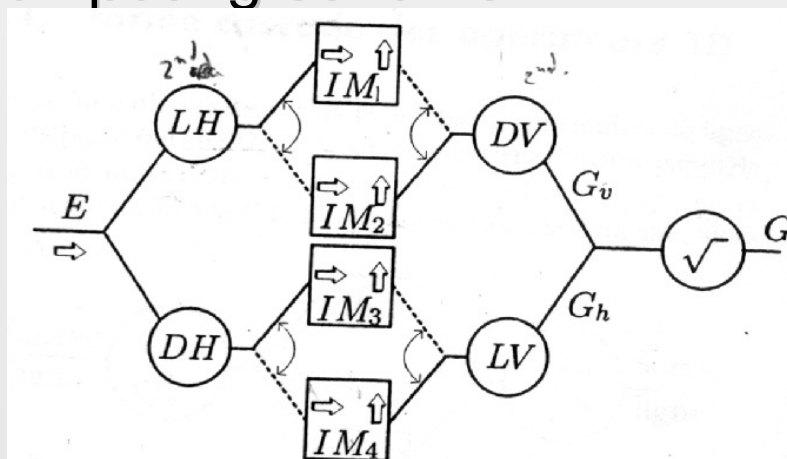 2nd
IM₁
2nd.
LH
DV
E
IM₂
Gᵥ
√
G
IM₃
Gₕ
DH
LV
IM₄